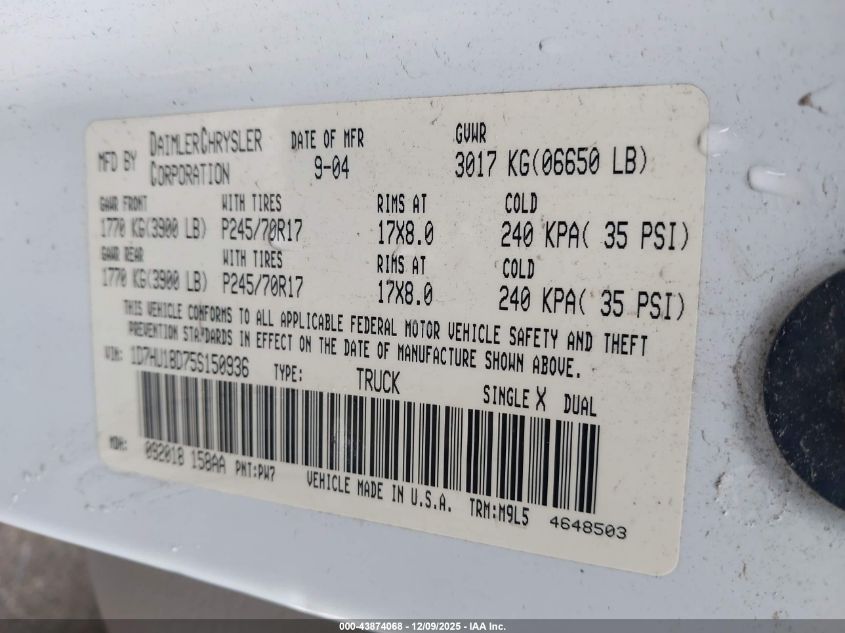 MFD BY DAIMLERCHRYSLER CORPORATION
DATE OF MFR 9-04
GVWR 3017 KG(06650 LB)
GAWR FRONT WITH TIRES RIMS AT COLD
1770 KG(3900 LB) P245/70R17 17X8.0 240 KPA( 35 PSI)
GAWR REAR WITH TIRES RIMS AT COLD
1770 KG(3900 LB) P245/70R17 17X8.0 240 KPA( 35 PSI)
THIS VEHICLE CONFORMS TO ALL APPLICABLE FEDERAL MOTOR VEHICLE SAFETY AND THEFT
PREVENTION STANDARDS IN EFFECT ON THE DATE OF MANUFACTURE SHOWN ABOVE.
VIN: 1D7HU18D75S150936 TYPE: TRUCK SINGLE X DUAL
MDH: 092018 158AA PNT:PW7 VEHICLE MADE IN U.S.A. TRM:M9L5 4648503
000-43874068 - 12/09/2025 - IAA Inc.